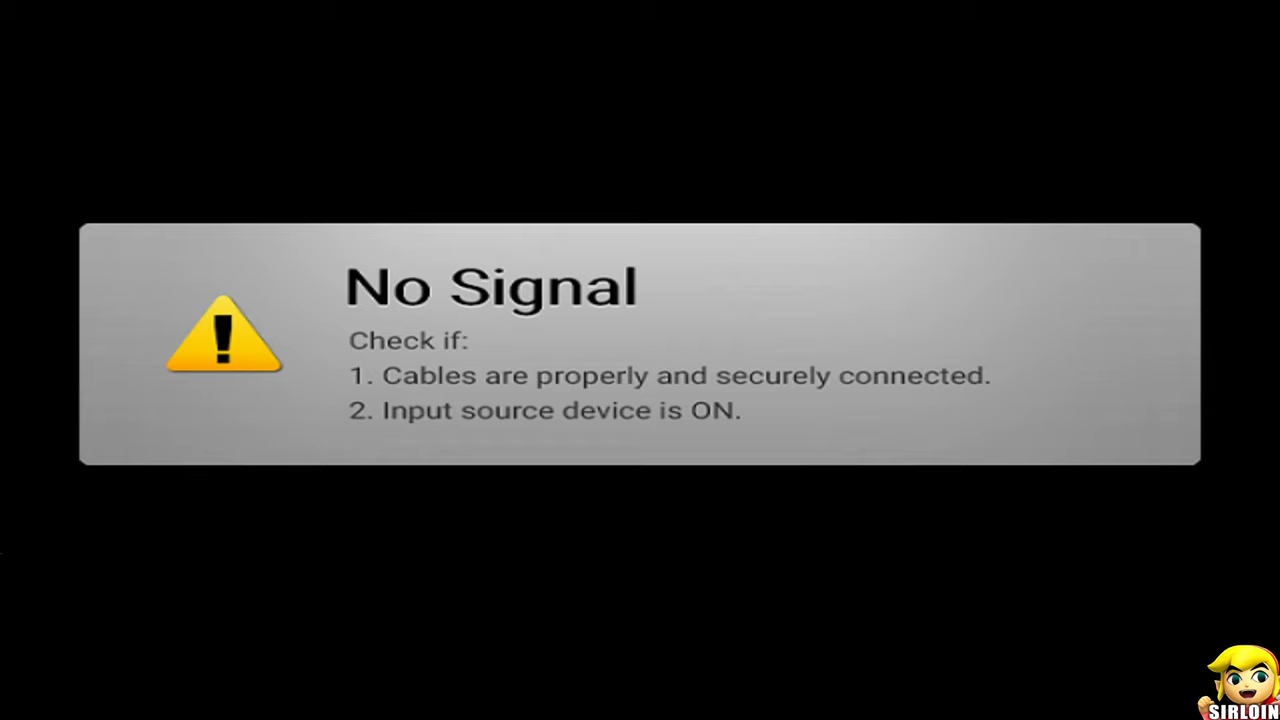 No Signal
Check if:
1. Cables are properly and securely connected.
2. Input source device is ON.
SIRLOIN